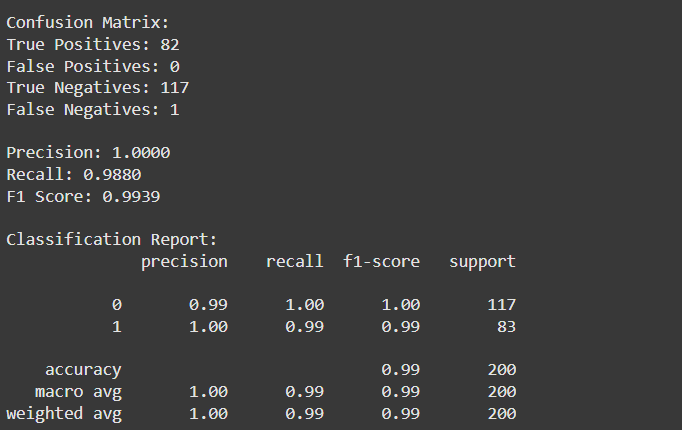 Confusion Matrix:
True Positives: 82
False Positives: 0
True Negatives: 117
False Negatives: 1

Precision: 1.0000
Recall: 0.9880
F1 Score: 0.9939

Classification Report:
precision recall f1-score support

0 0.99 1.00 1.00 117
1 1.00 0.99 0.99 83

accuracy 0.99 200
macro avg 1.00 0.99 0.99 200
weighted avg 1.00 0.99 0.99 200